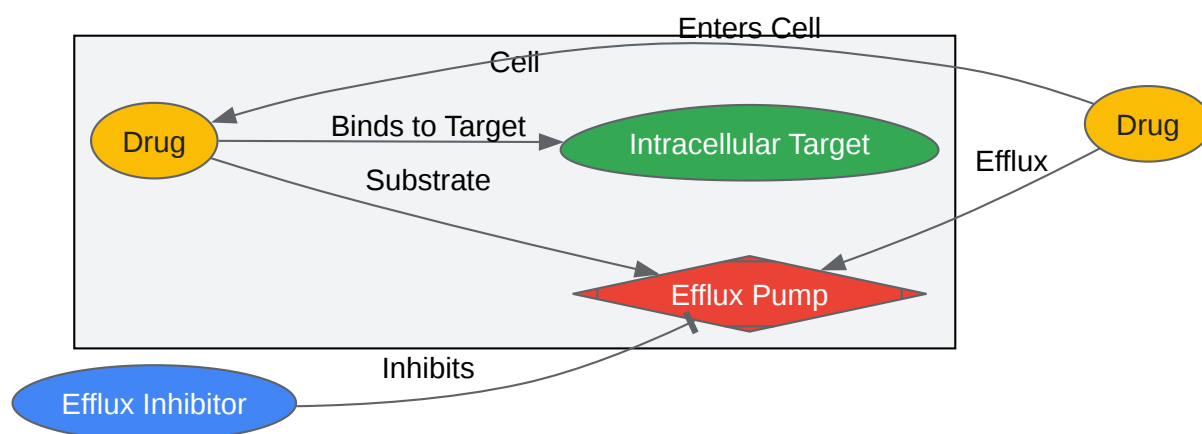 Enters Cell
Cell
Drug
Binds to Target
Intracellular Target
Drug
Substrate
Efflux
Efflux Pump
Inhibits
Efflux Inhibitor